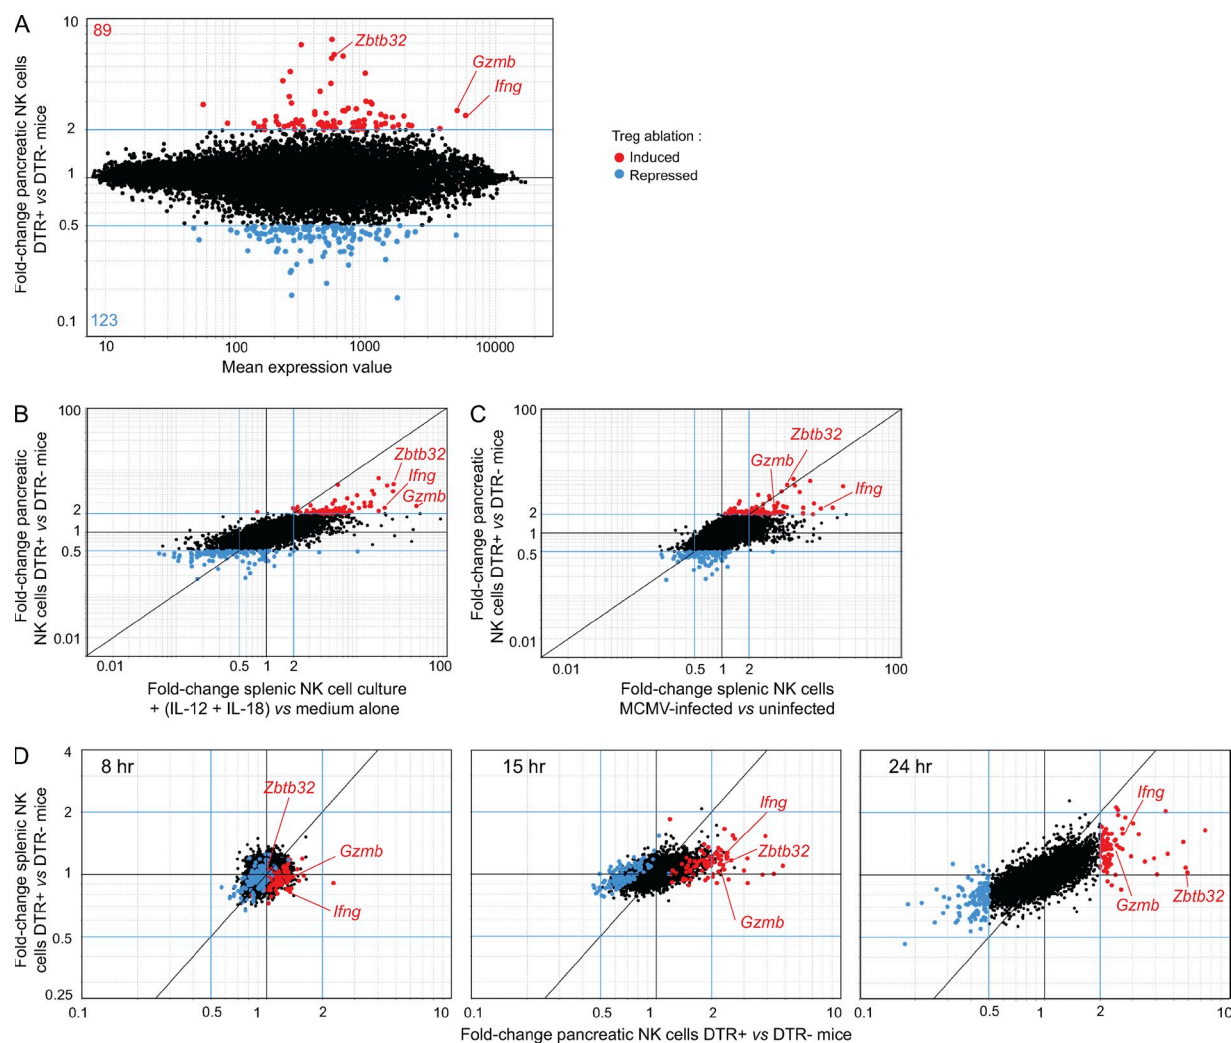 A
10
89
Zbtb32
Gzmb
Ifng
2
1
0.5
0.1
123
10
100
1000
10000
Fold-change pancreatic NK cells
DTR+ vs DTR- mice
Mean expression value
Treg ablation :
Induced
Repressed
B
100
Zbtb32
Ifng
Gzmb
2
1
0.5
0.01
0.01
0.5
1
2
100
Fold-change pancreatic
NK cells DTR+ vs DTR- mice
Fold-change splenic NK cell culture
+ (IL-12 + IL-18) vs medium alone
C
100
Zbtb32
Gzmb
Ifng
2
1
0.5
0.01
0.01
0.5
1
2
100
Fold-change pancreatic
NK cells DTR+ vs DTR- mice
Fold-change splenic NK cells
MCMV-infected vs uninfected
D
4
2
1
0.5
0.25
Fold-change splenic NK
cells DTR+ vs DTR- mice
8 hr
Zbtb32
Gzmb
Ifng
0.1
0.5
1
2
10
15 hr
Ifng
Zbtb32
Gzmb
0.1
0.5
1
2
10
24 hr
Ifng
Gzmb
Zbtb32
0.1
0.5
1
2
10
Fold-change pancreatic NK cells DTR+ vs DTR- mice